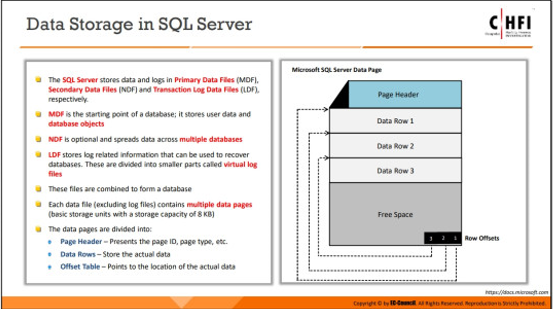 Data Storage in SQL Server
CHFI
The SQL Server stores data and logs in Primary Data Files (MDF),
Secondary Data Files (NDF) and Transaction Log Data Files (LDF),
respectively.
MDF is the starting point of a database; it stores user data and
database objects
NDF is optional and spreads data across multiple databases
LDF stores log related information that can be used to recover
databases. These are divided into smaller parts called virtual log
files
These files are combined to form a database
Each data file (excluding log files) contains multiple data pages
(basic storage units with a storage capacity of 8 KB)
The data pages are divided into:
Page Header – Presents the page ID, page type, etc.
Data Rows – Store the actual data
Offset Table – Points to the location of the actual data
Microsoft SQL Server Data Page
Page Header
Data Row 1
Data Row 2
Data Row 3
Free Space
3 2 1 Row Offsets
https://docs.microsoft.com
Copyright © by EC-Council. All Rights Reserved. Reproduction is Strictly Prohibited.